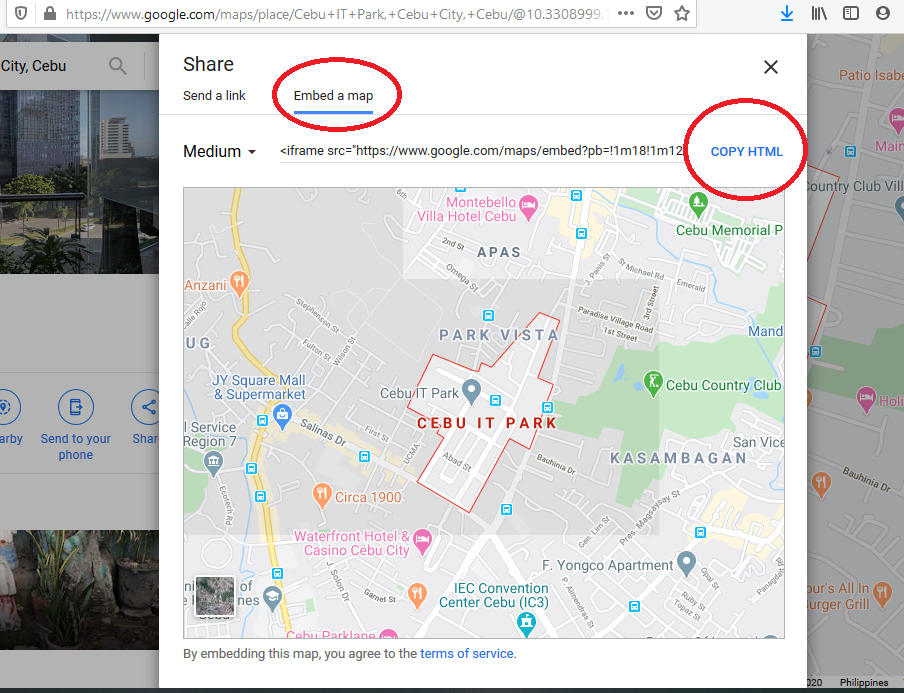 https://www.google.com/maps/place/Cebu+IT+Park,+Cebu+City,+Cebu/@10.3308999,1
City, Cebu
Share
Send a link
Embed a map
Medium
<iframe src="https://www.google.com/maps/embed?pb=!1m18!1m12
COPY HTML
Patio Isabe
Main
Country Club Vill
Montebello
Villa Hotel Cebu
6th
APAS
2nd St
Omega St
J. Panis St
Cebu Memorial P
St Michael Rd
Emerald
3rd Street
Anzani
Calle Rojo
Stephenson St
Fulton St
Wilson St
UG
PARK VISTA
Paradise Village Road
1st Street
Mand
JY Square Mall
& Supermarket
Cebu IT Park
Cebu Country Club
CEBU IT PARK
Holi
l Service
Region 7
Salinas Dr
First St
UCMA
Abad St
Bauhinia Dr
KASAMBAGAN
San Vice
Bauhinia Dr
Ecotech Rd
Circa 1900
Pres. Magsaysay St
Gen. Lim St
Waterfront Hotel &
Casino Cebu City
J. Solon Dr
F. Yongco Apartment
Opal St
Panagdait
Garnet St
IEC Convention
Center Cebu (IC3)
P. Almendras St
Ruby St
Topaz St
our's All In
Burger Grill
ni
of
e
nes
Cebu
Cebu Parklane
By embedding this map, you agree to the terms of service.
arby
Send to your
phone
Shar
020
Philippines